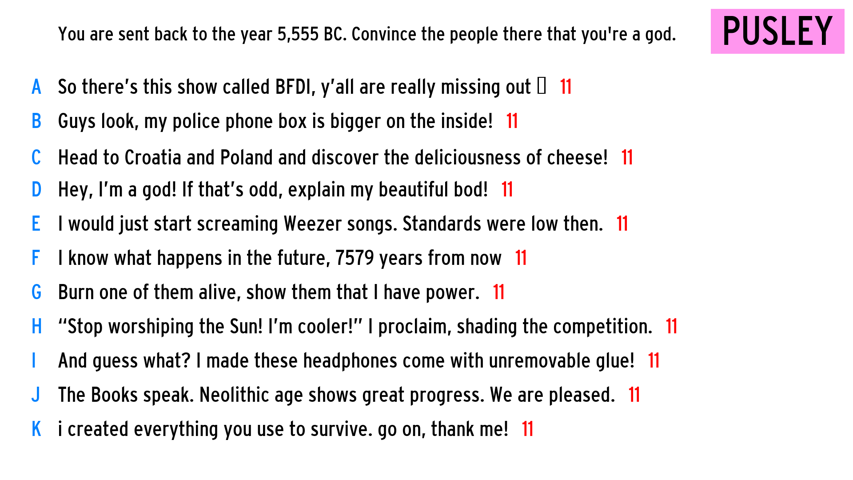 You are sent back to the year 5,555 BC. Convince the people there that you're a god.
PUSLEY
A So there's this show called BFDI, y'all are really missing out 11
B Guys look, my police phone box is bigger on the inside! 11
C Head to Croatia and Poland and discover the deliciousness of cheese! 11
D Hey, I'm a god! If that's odd, explain my beautiful bod! 11
E I would just start screaming Weezer songs. Standards were low then. 11
F I know what happens in the future, 7579 years from now 11
G Burn one of them alive, show them that I have power. 11
H “Stop worshiping the Sun! I'm cooler!” I proclaim, shading the competition. 11
I And guess what? I made these headphones come with unremovable glue! 11
J The Books speak. Neolithic age shows great progress. We are pleased. 11
K i created everything you use to survive. go on, thank me! 11